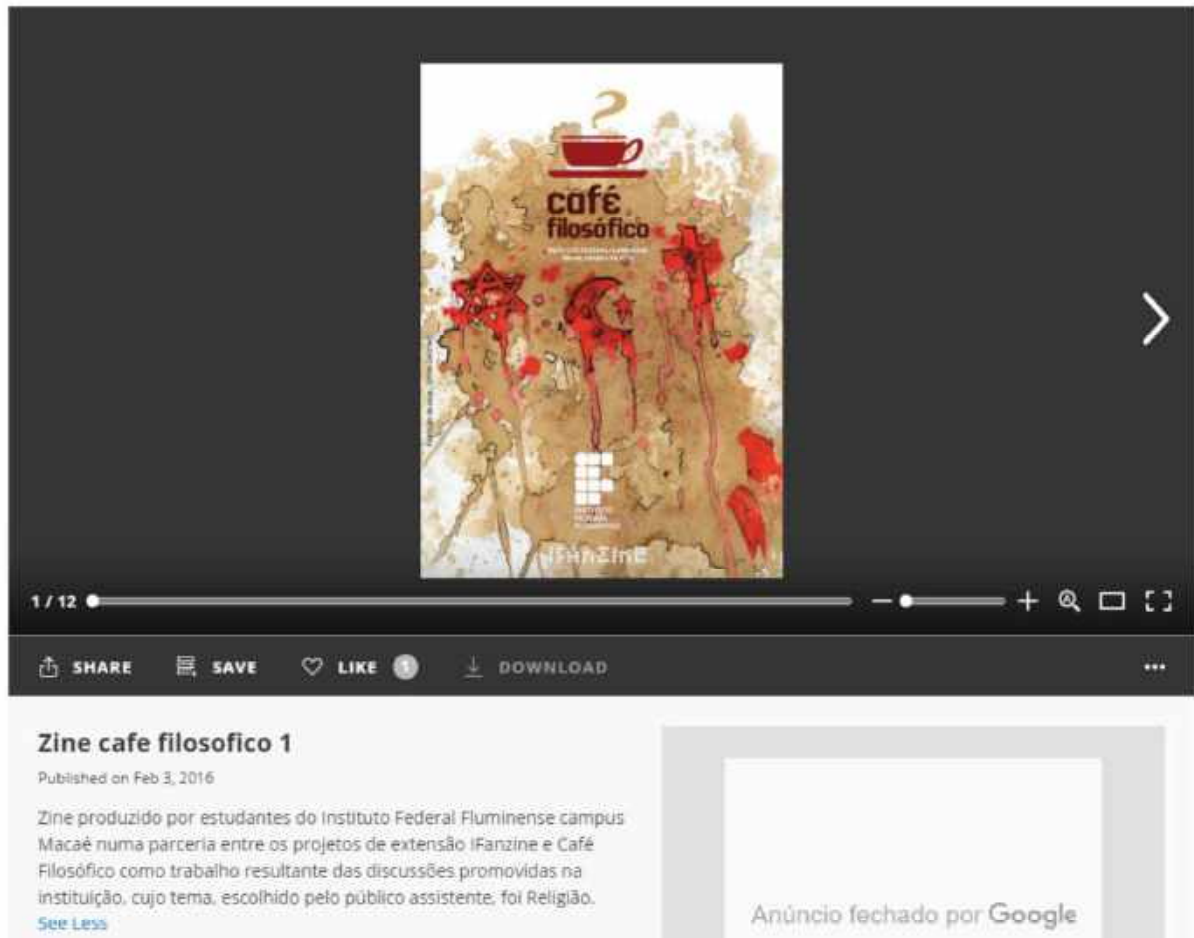 café
filosófico
INSTITUTO
FEDERAL
FLUMINENSE
IFANZINE
1 / 12
SHARE
SAVE
LIKE 1
DOWNLOAD
Zine cafe filosofico 1
Published on Feb 3, 2016
Zine produzido por estudantes do Instituto Federal Fluminense campus
Macaé numa parceria entre os projetos de extensão IFanzine e Café
Filosófico como trabalho resultante das discussões promovidas na
instituição, cujo tema, escolhido pelo público assistente, foi Religião.
See Less
Anúncio fechado por Google